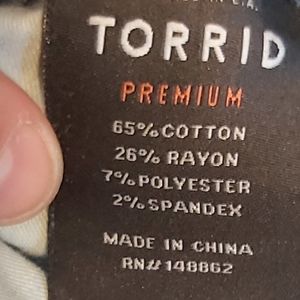 TORRID
PREMIUM
65% COTTON
26% RAYON
7% POLYESTER
2% SPANDEX
MADE IN CHINA
RN# 148862